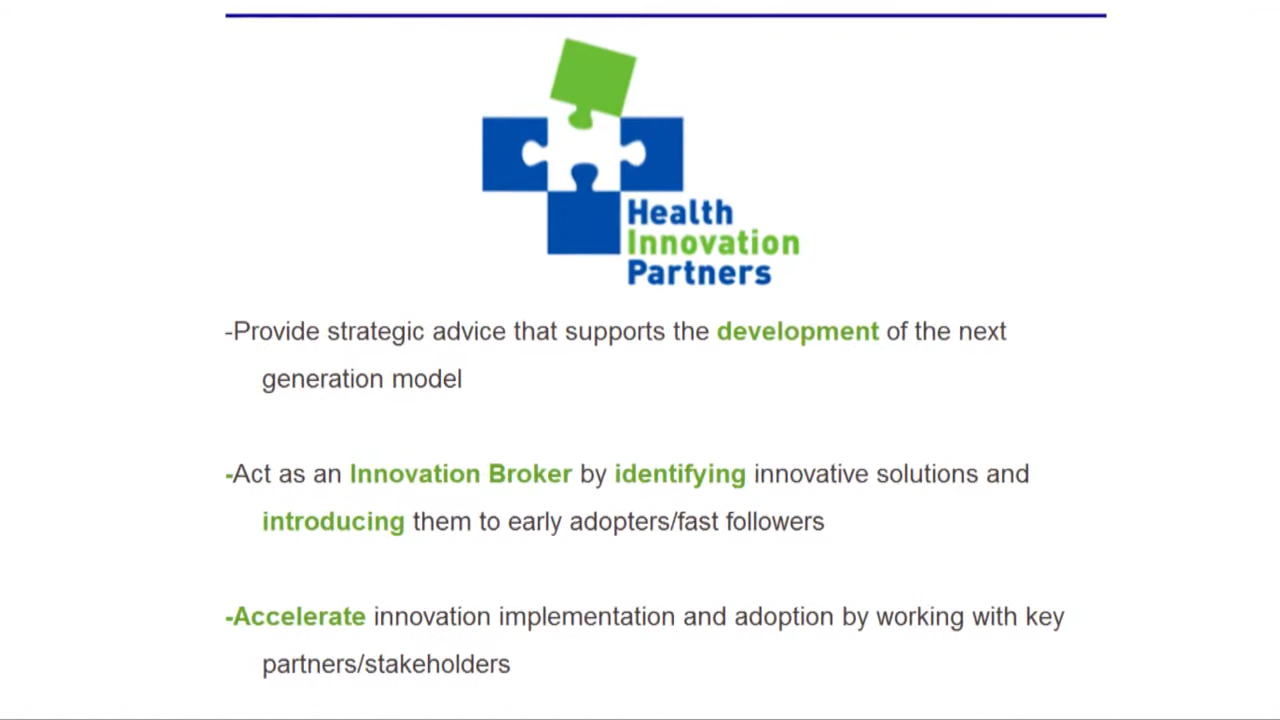 Health
Innovation
Partners
-Provide strategic advice that supports the development of the next
generation model
-Act as an Innovation Broker by identifying innovative solutions and
introducing them to early adopters/fast followers
-Accelerate innovation implementation and adoption by working with key
partners/stakeholders